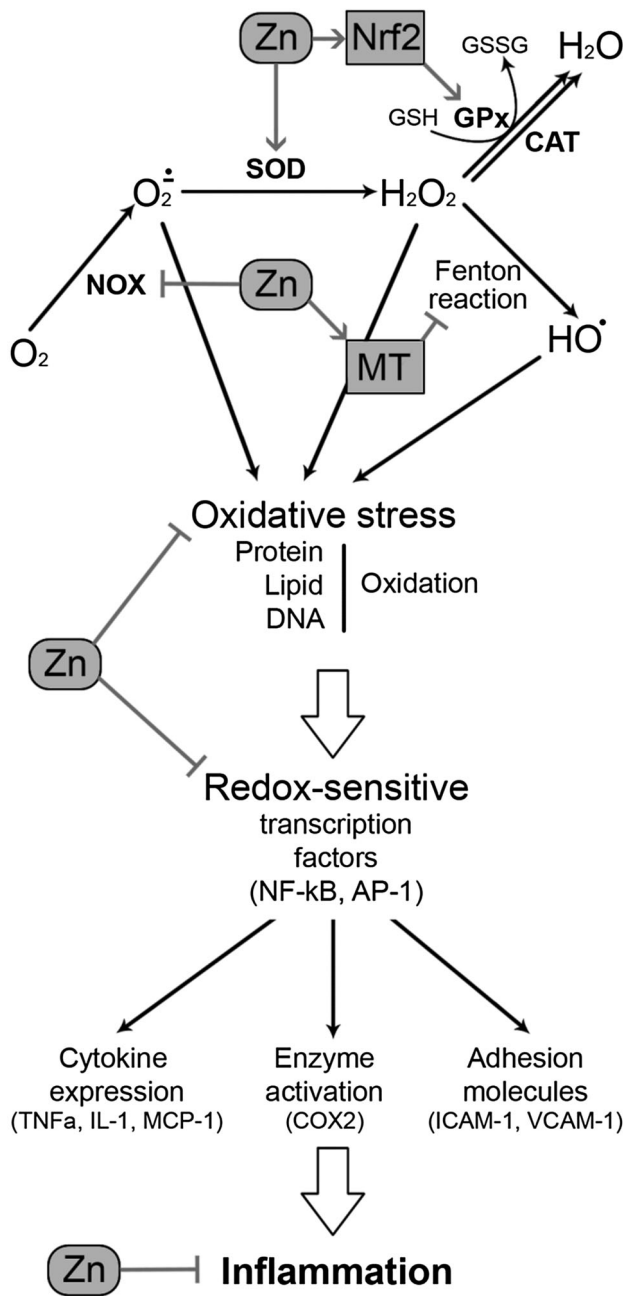 Zn
Nrf2
GSSG
H2O
GSH
GPx
CAT
SOD
O2∸
H2O2
NOX
Zn
Fenton
reaction
O2
MT
HO•
Oxidative stress
Protein
Lipid
DNA
Oxidation
Zn
Redox-sensitive
transcription
factors
(NF-kB, AP-1)
Cytokine
expression
(TNFa, IL-1, MCP-1)
Enzyme
activation
(COX2)
Adhesion
molecules
(ICAM-1, VCAM-1)
Zn
Inflammation